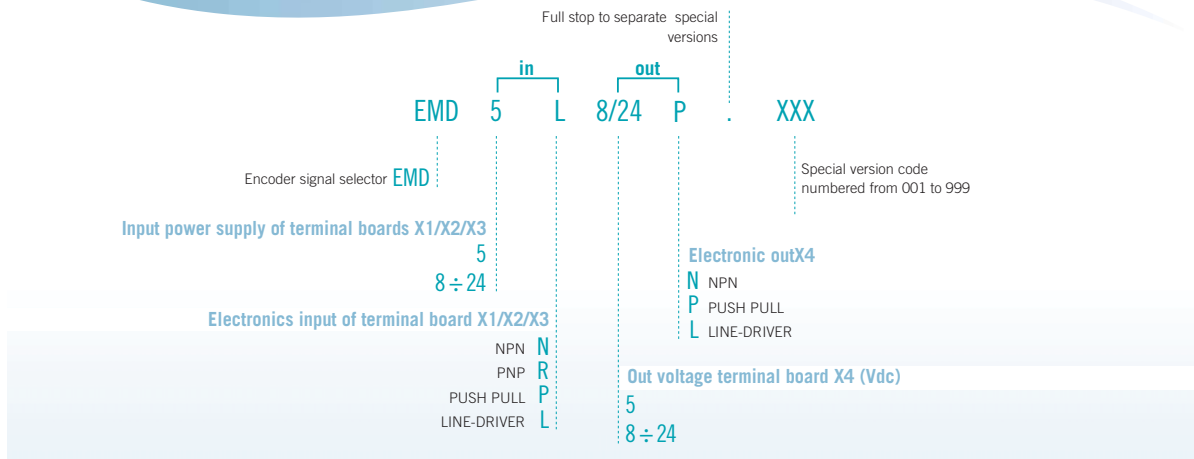 Full stop to separate special
versions
in out
EMD 5 L 8/24 P . XXX
Encoder signal selector EMD
Special version code
numbered from 001 to 999
Input power supply of terminal boards X1/X2/X3
5
8 ÷ 24
Electronics input of terminal board X1/X2/X3
NPN N
PNP R
PUSH PULL P
LINE-DRIVER L
Electronic outX4
N NPN
P PUSH PULL
L LINE-DRIVER
Out voltage terminal board X4 (Vdc)
5
8 ÷ 24